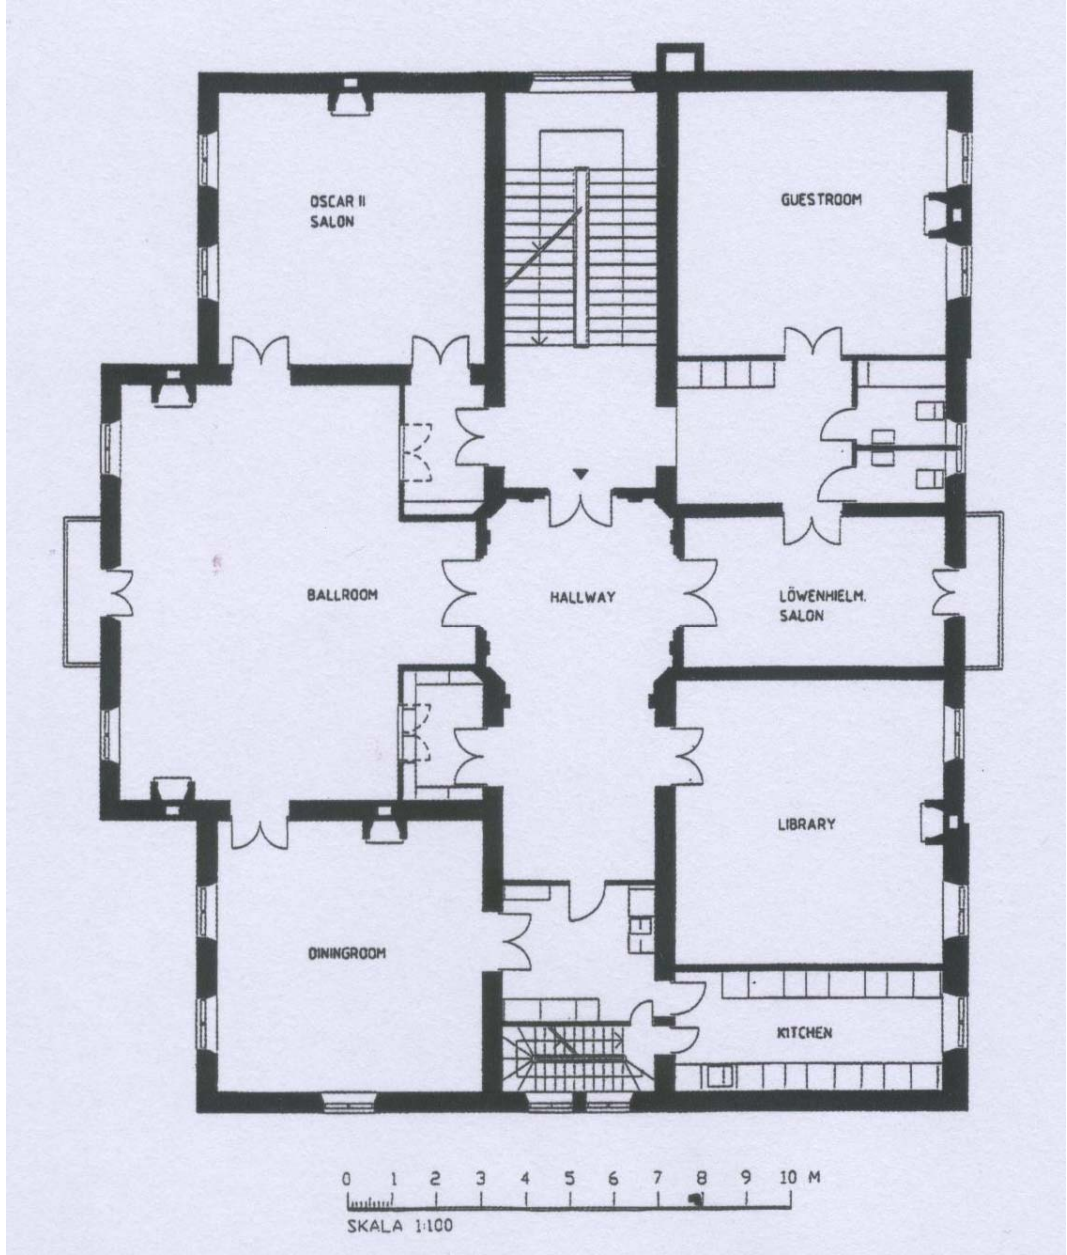 OSCAR II
SALON
GUESTROOM
BALLROOM
HALLWAY
LÖWENHIELM.
SALON
LIBRARY
DININGROOM
KITCHEN
0 1 2 3 4 5 6 7 8 9 10 M
SKALA 1:100